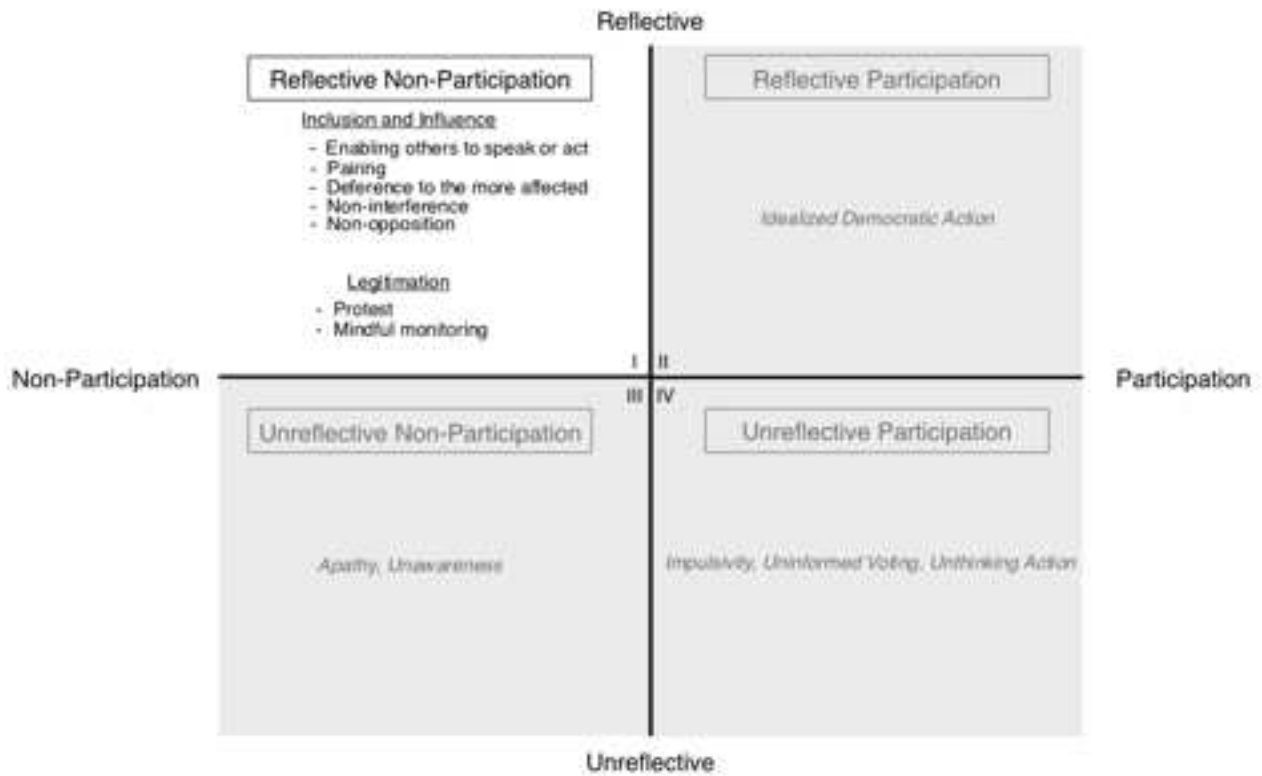 Reflective
Reflective Non-Participation
Inclusion and Influence
- Enabling others to speak or act
- Pairing
- Deference to the more affected
- Non-interference
- Non-opposition
Legitimation
- Protest
- Mindful monitoring
Reflective Participation
Idealized Democratic Action
I II
Non-Participation
Participation
III IV
Unreflective Non-Participation
Apathy, Unawareness
Unreflective Participation
Impulsivity, Uninformed Voting, Unthinking Action
Unreflective